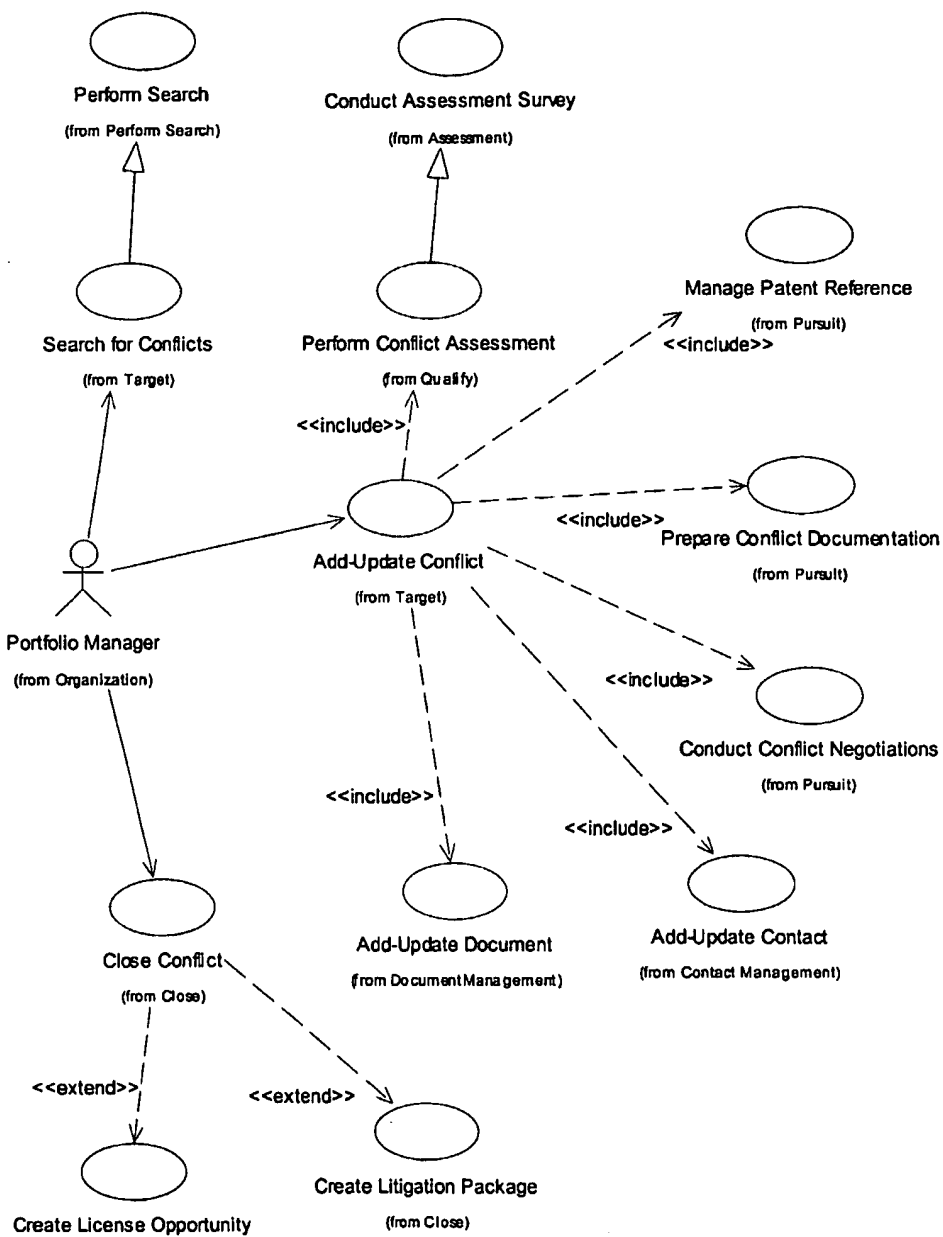 Perform Search
(from Perform Search)
Conduct Assessment Survey
(from Assessment)
Manage Patent Reference
(from Pursuit)
<<include>>
Search for Conflicts
(from Target)
Perform Conflict Assessment
(from Qualify)
<<include>>
<<include>>
Prepare Conflict Documentation
(from Pursuit)
Add-Update Conflict
(from Target)
Portfolio Manager
(from Organization)
<<include>>
Conduct Conflict Negotiations
(from Pursuit)
<<include>>
<<include>>
Add-Update Document
(from Document Management)
Add-Update Contact
(from Contact Management)
Close Conflict
(from Close)
<<extend>>
<<extend>>
Create License Opportunity
Create Litigation Package
(from Close)